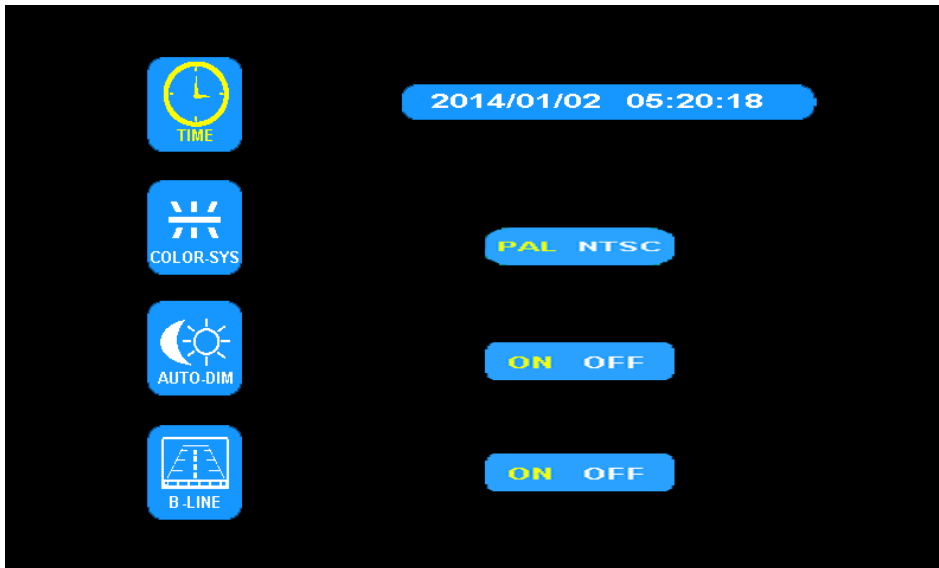 TIME
2014/01/02 05:20:18
COLOR-SYS
PAL NTSC
AUTO-DIM
ON OFF
B-LINE
ON OFF